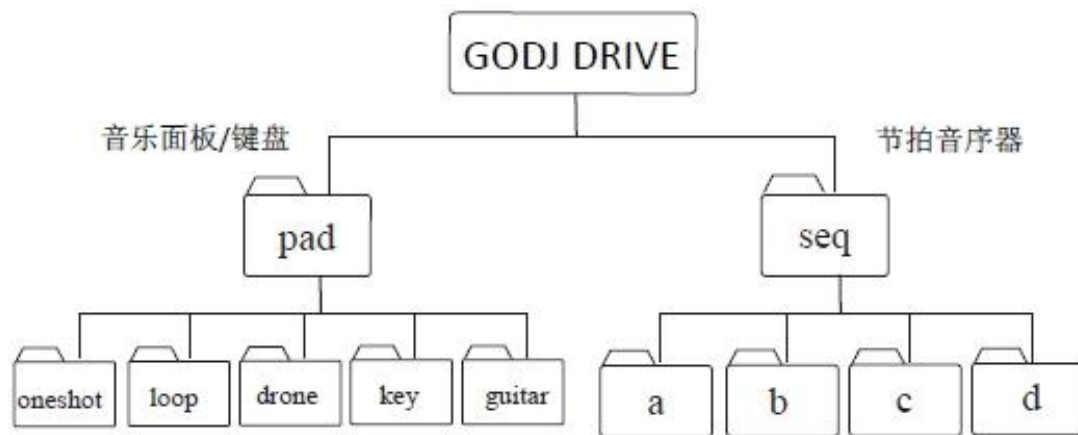 GODJ DRIVE
音乐面板/键盘
节拍音序器
pad
seq
oneshot
loop
drone
key
guitar
a
b
c
d